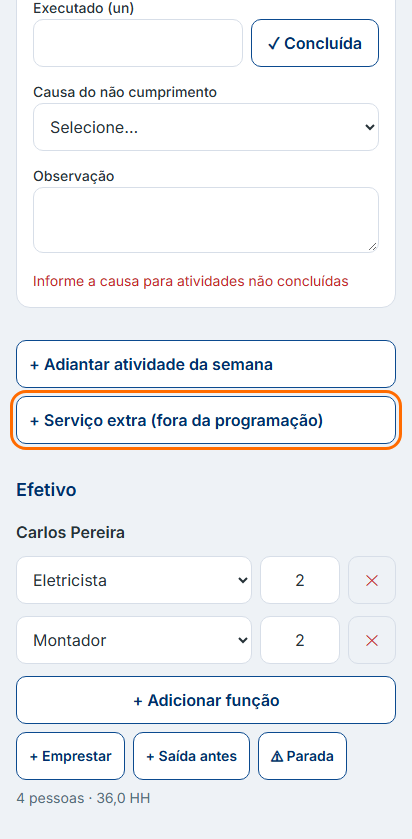 Executado (un)
✓ Concluída
Causa do não cumprimento
Selecione...
Observação
Informe a causa para atividades não concluídas
+ Adiantar atividade da semana
+ Serviço extra (fora da programação)
Efetivo
Carlos Pereira
Eletricista 2 ×
Montador 2 ×
+ Adicionar função
+ Emprestar + Saída antes ⚠ Parada
4 pessoas · 36,0 HH